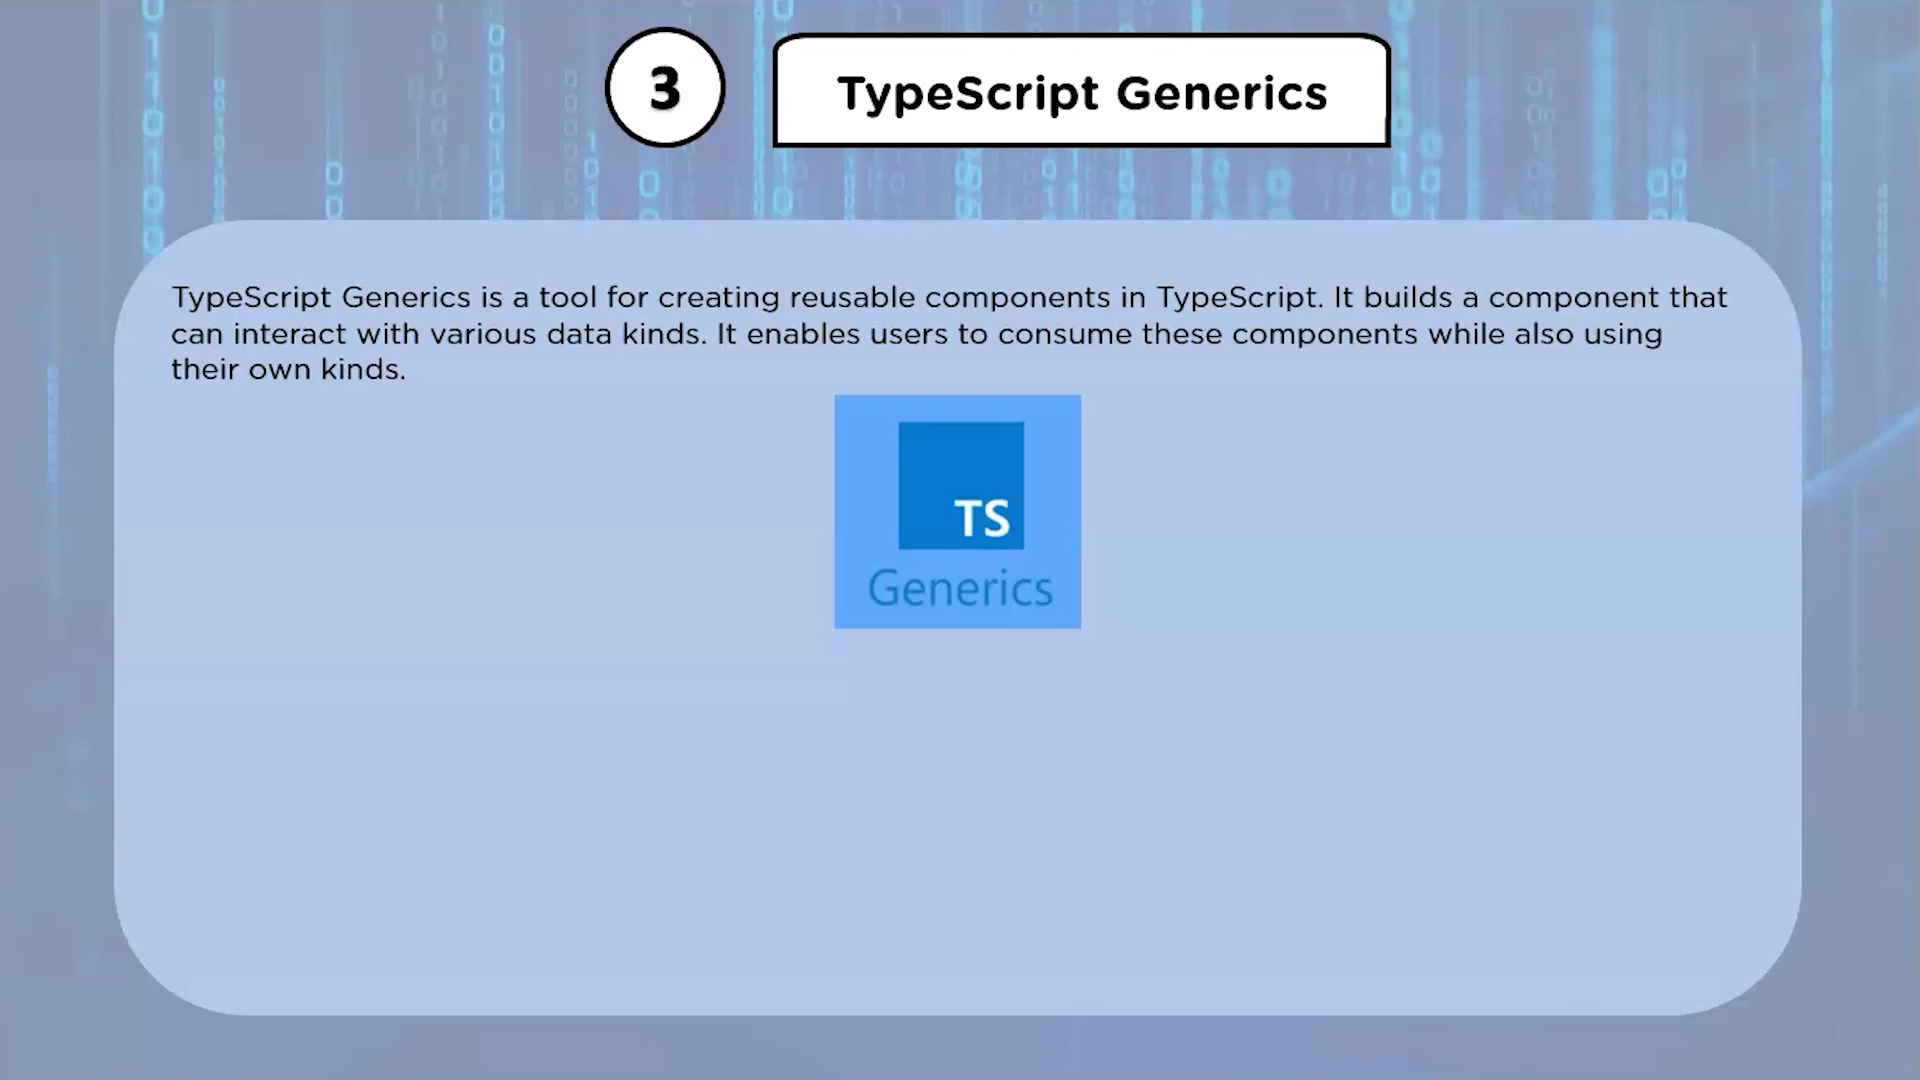 3
TypeScript Generics
TypeScript Generics is a tool for creating reusable components in TypeScript. It builds a component that
can interact with various data kinds. It enables users to consume these components while also using
their own kinds.
TS
Generics